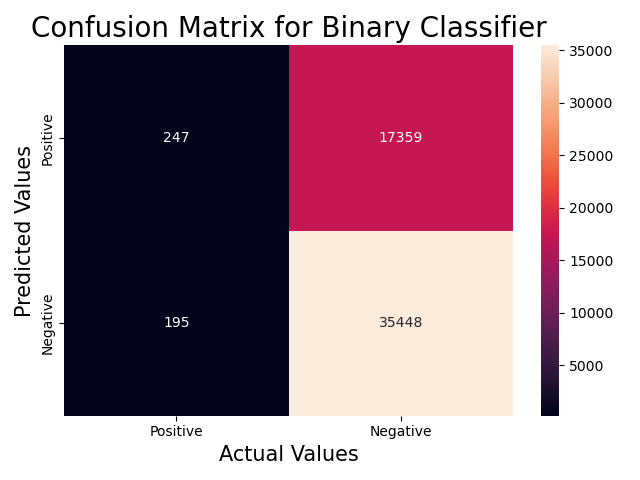 Confusion Matrix for Binary Classifier
Predicted Values
Positive
Negative
247
17359
195
35448
Positive
Negative
Actual Values
35000
30000
25000
20000
15000
10000
5000